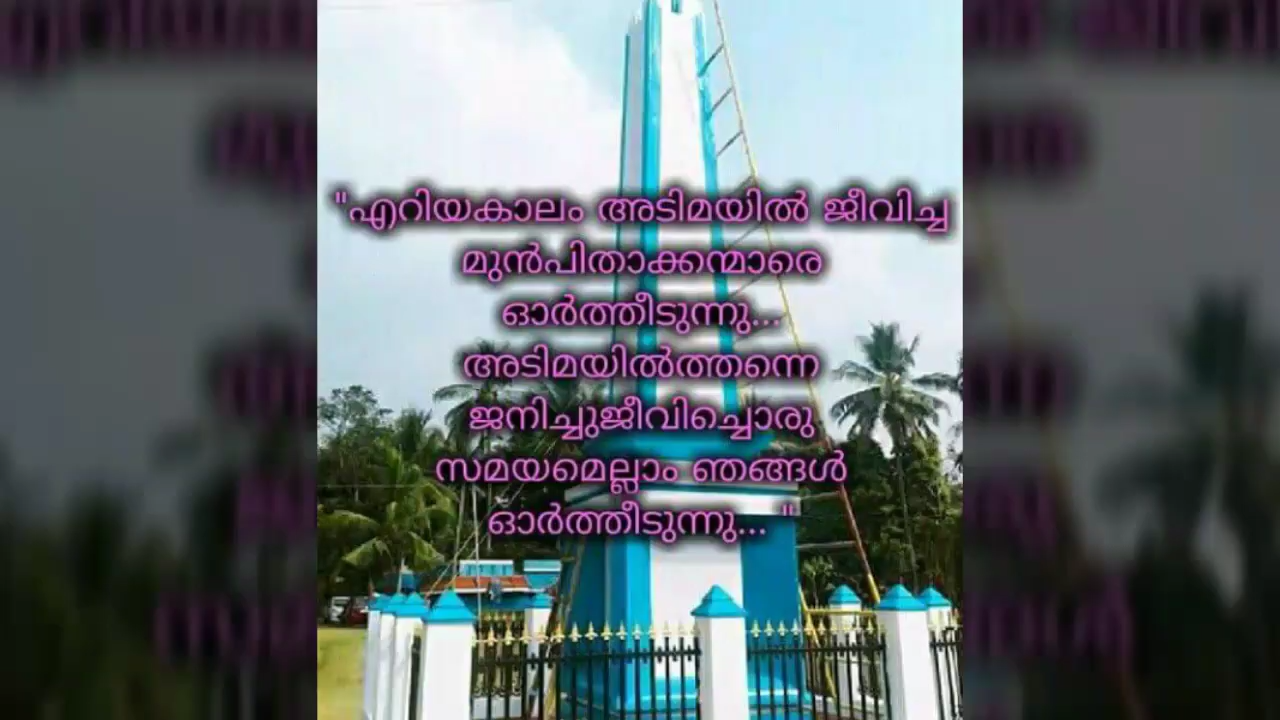 "എറിയകാലം അടിമയിൽ ജീവിച്ച
മുൻപിതാക്കന്മാരെ
ഓർത്തീടുന്നു...
അടിമയിൽത്തന്നെ
ജനിച്ചുജീവിച്ചൊരു
സമയമെല്ലാം ഞങ്ങൾ
ഓർത്തീടുന്നു... "